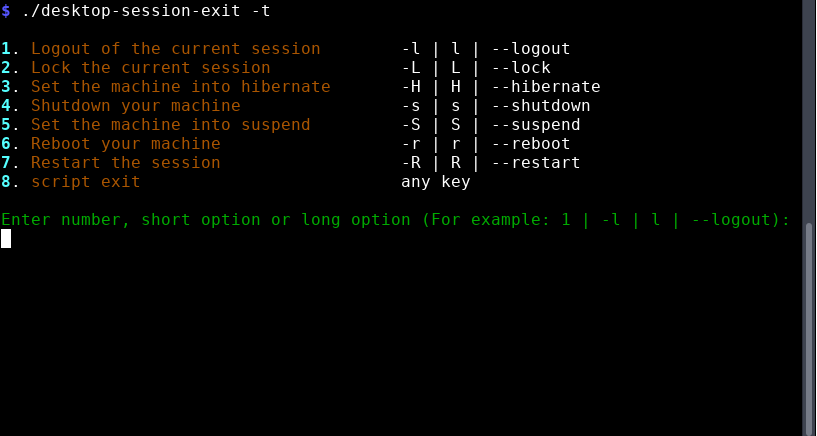 $ ./desktop-session-exit -t
1. Logout of the current session -l | l | --logout
2. Lock the current session -L | L | --lock
3. Set the machine into hibernate -H | H | --hibernate
4. Shutdown your machine -s | s | --shutdown
5. Set the machine into suspend -S | S | --suspend
6. Reboot your machine -r | r | --reboot
7. Restart the session -R | R | --restart
8. script exit any key
Enter number, short option or long option (For example: 1 | -l | l | --logout):